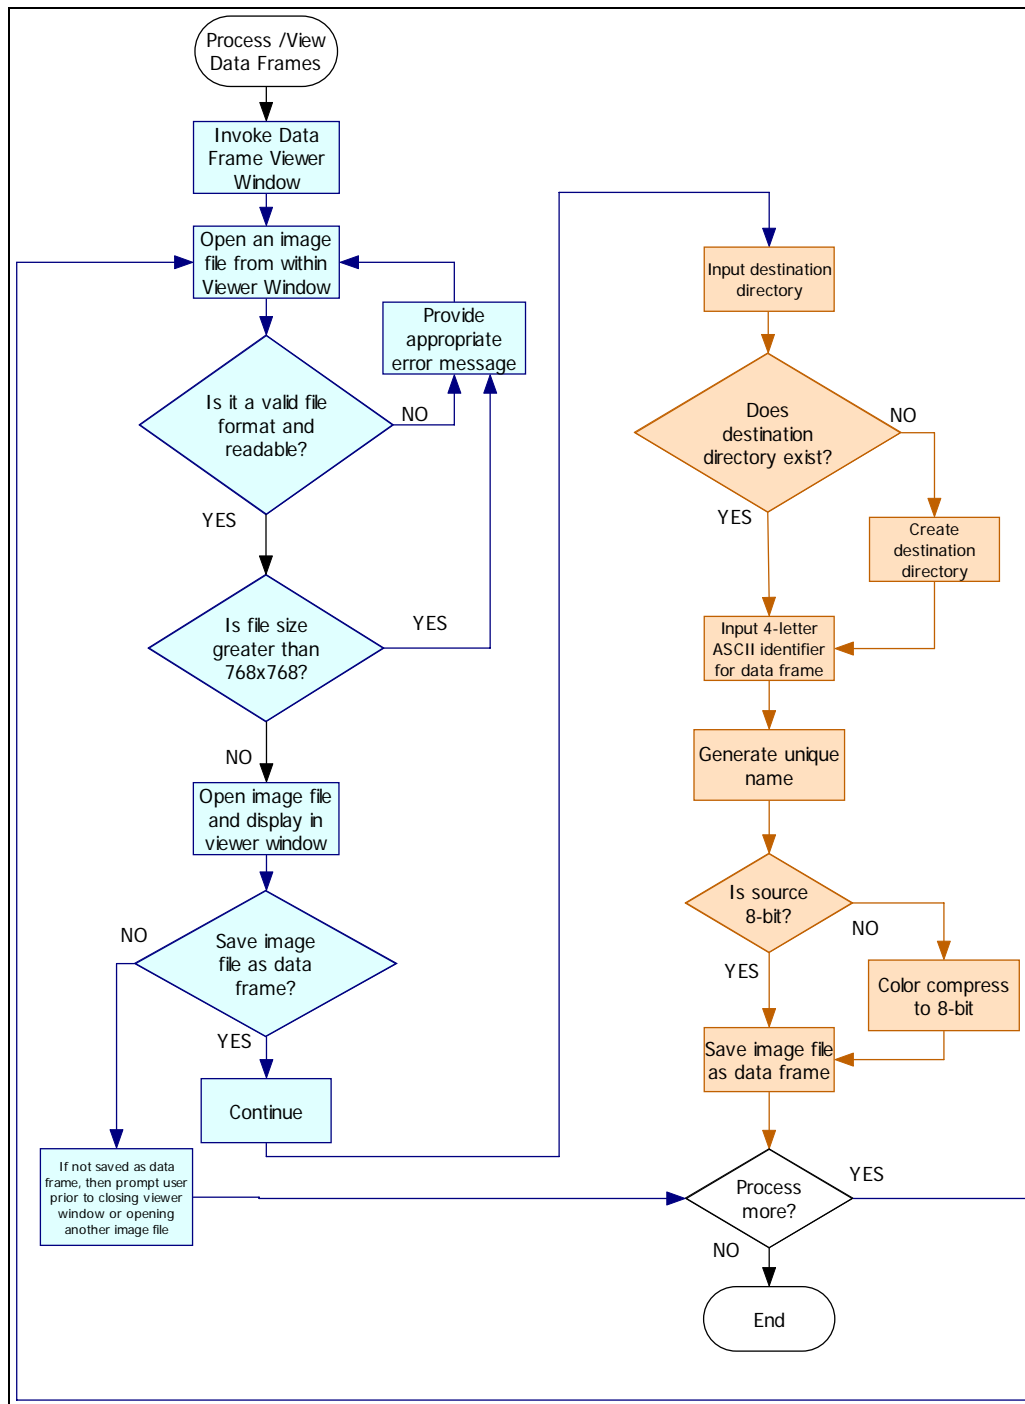 Process /View
Data Frames
Invoke Data
Frame Viewer
Window
Open an image
file from within
Viewer Window
Provide
appropriate
error message
Is it a valid file
format and
readable?
NO
YES
Is file size
greater than
768x768?
YES
NO
Open image file
and display in
viewer window
Save image
file as data
frame?
NO
YES
Continue
If not saved as data
frame, then prompt user
prior to closing viewer
window or opening
another image file
Input destination
directory
Does
destination
directory exist?
NO
YES
Create
destination
directory
Input 4-letter
ASCII identifier
for data frame
Generate unique
name
Is source
8-bit?
NO
YES
Color compress
to 8-bit
Save image file
as data frame
Process
more?
YES
NO
End